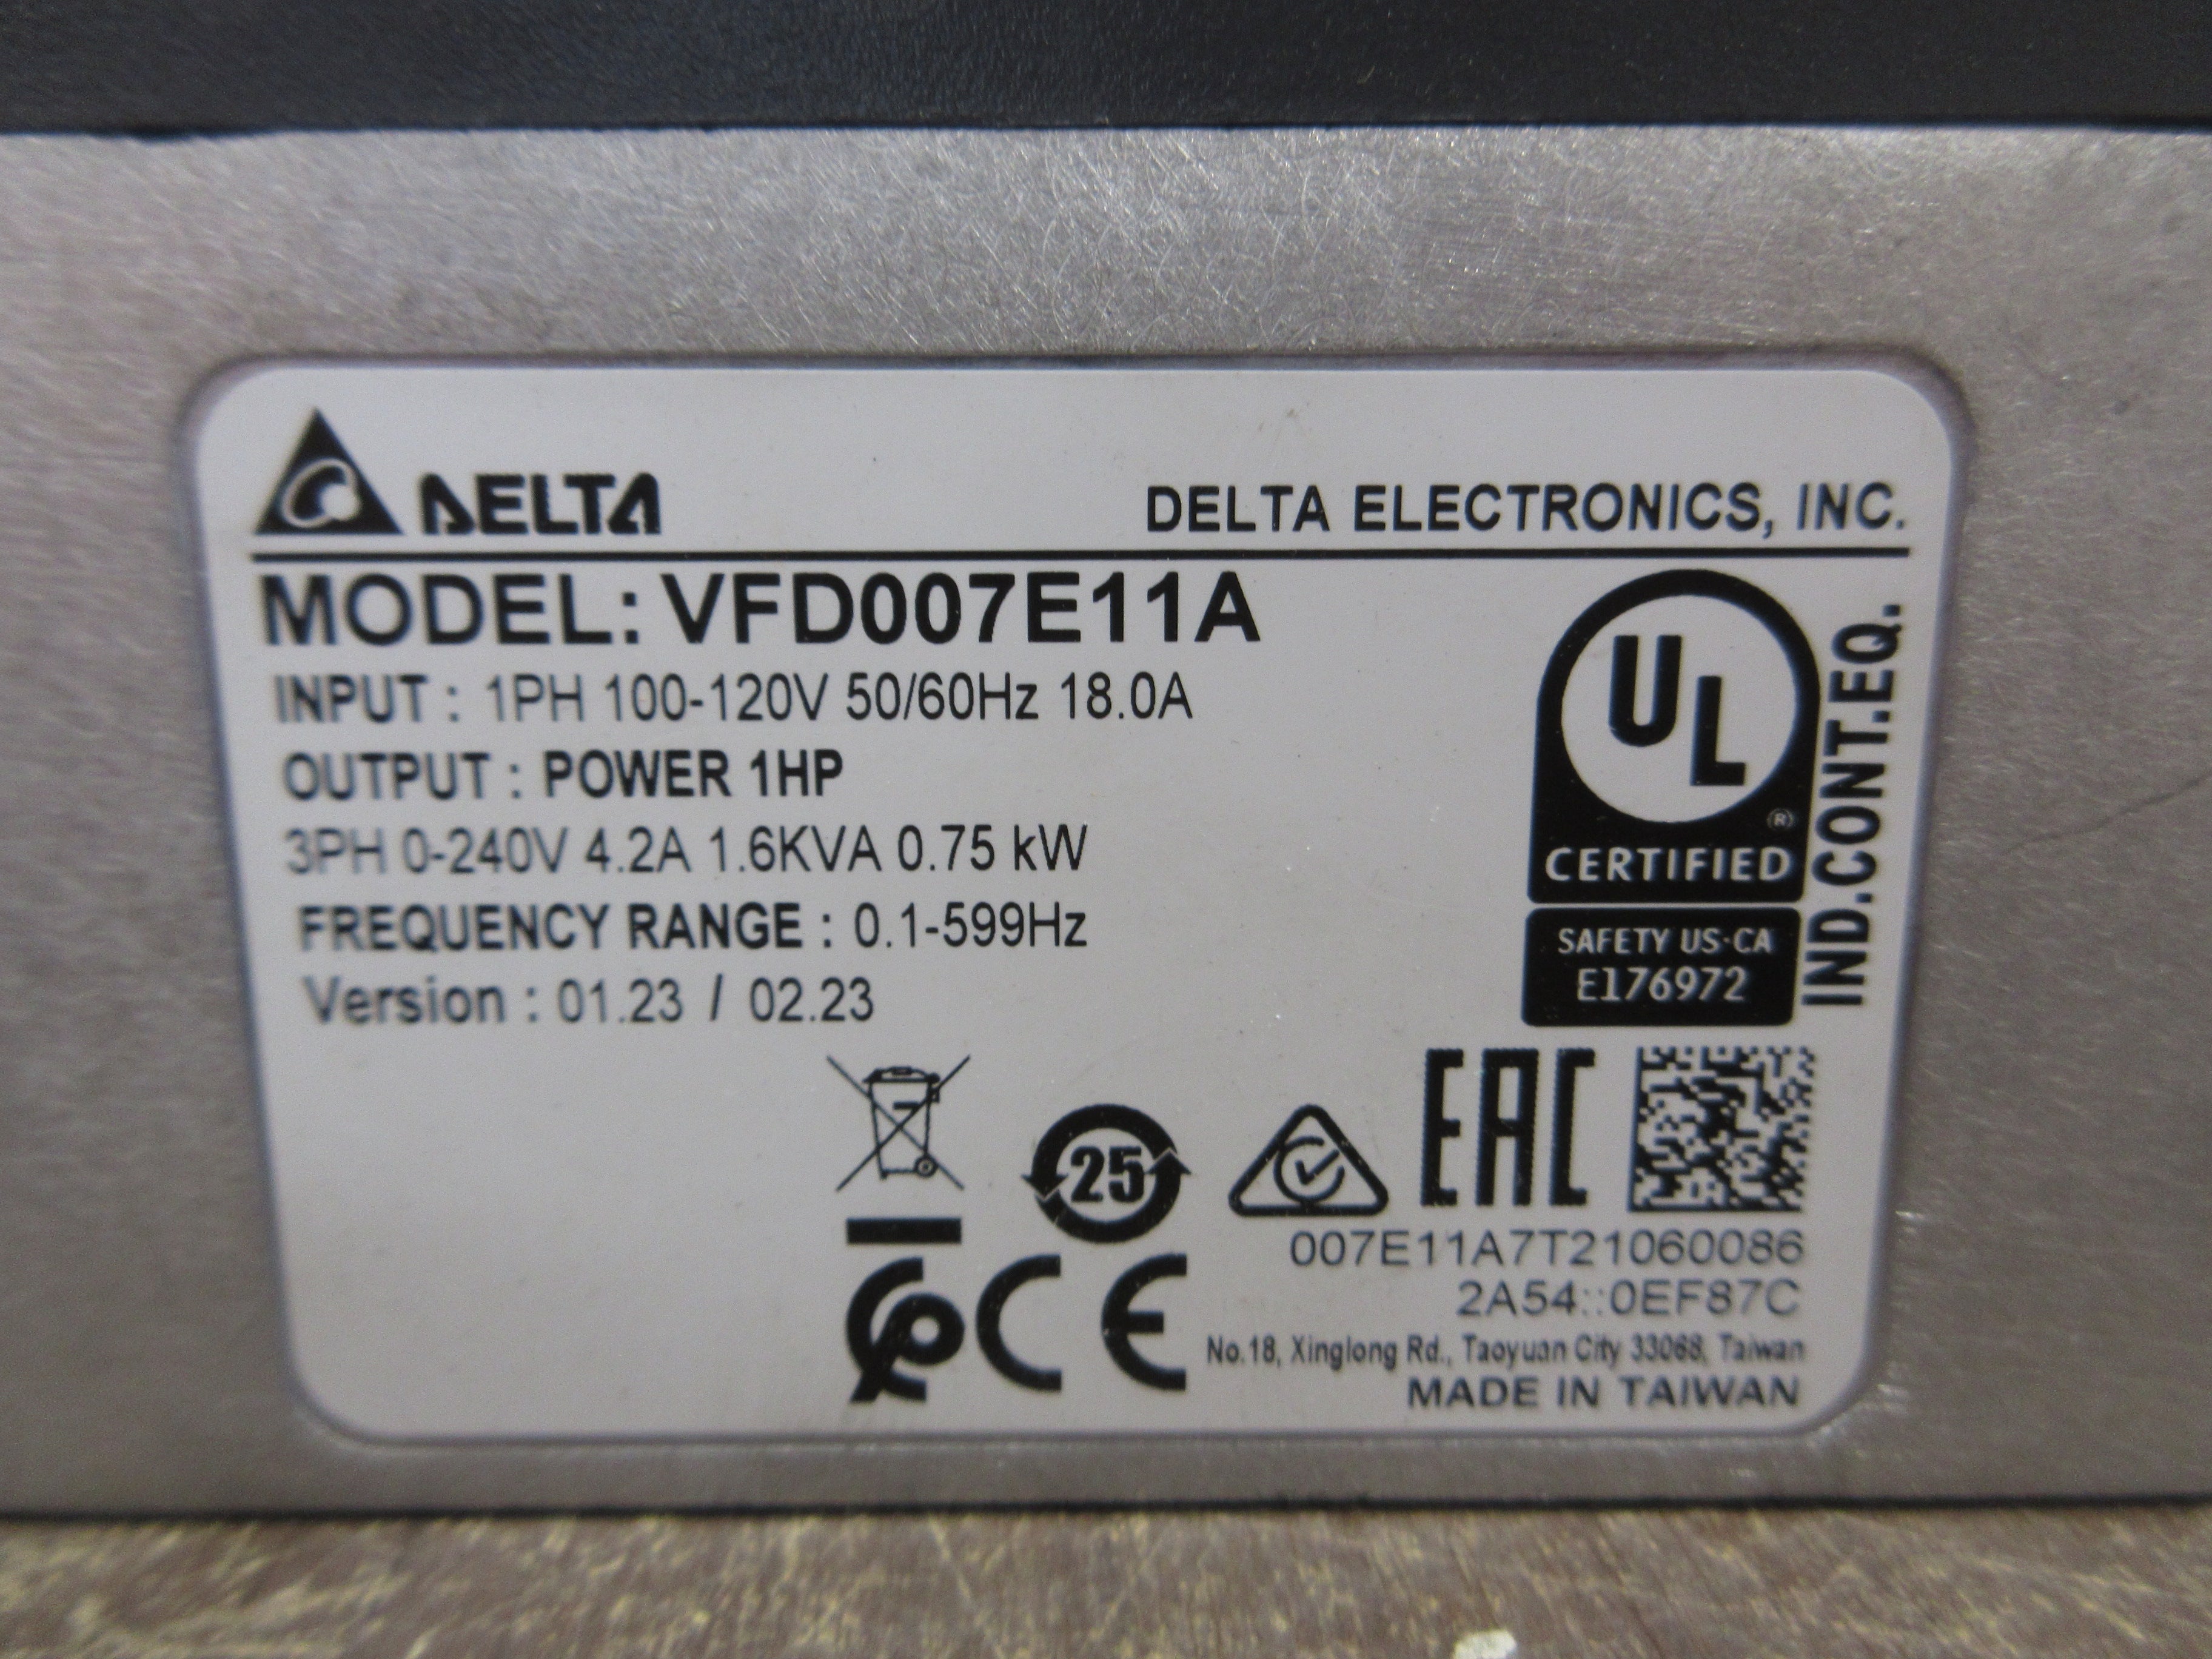 DELTA
DELTA ELECTRONICS, INC.
MODEL: VFD007E11A
INPUT : 1PH 100-120V 50/60Hz 18.0A
OUTPUT : POWER 1HP
3PH 0-240V 4.2A 1.6KVA 0.75 kW
FREQUENCY RANGE : 0.1-599Hz
Version : 01.23 / 02.23
UL
®
CERTIFIED
SAFETY US-CA
E176972
IND.CONT.EQ.
25
EAC
007E11A7T21060086
2A54::0EF87C
CE
No.18, Xinglong Rd., Taoyuan City 33068, Taiwan
MADE IN TAIWAN